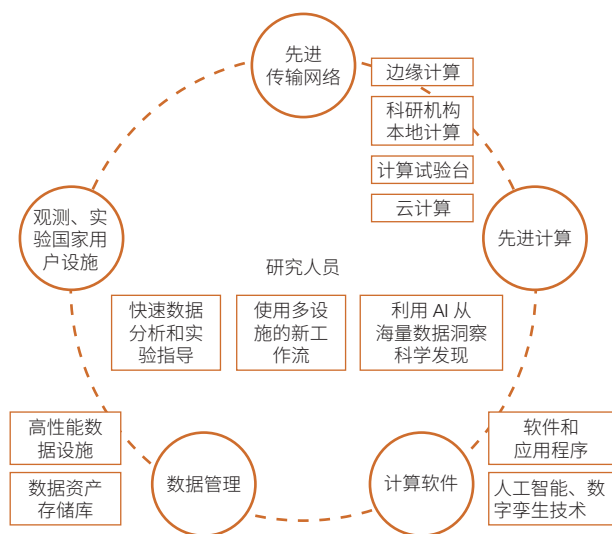 先进
传输网络
边缘计算
科研机构
本地计算
计算试验台
云计算
观测、实
验国家用
户设施
先进计算
研究人员
快速数据
分析和实
验指导
使用多设
施的新工
作流
利用 AI 从
海量数据洞察
科学发现
高性能数
据设施
数据资产
存储库
数据管理
计算软件
软件和
应用程序
人工智能、数
字孪生技术